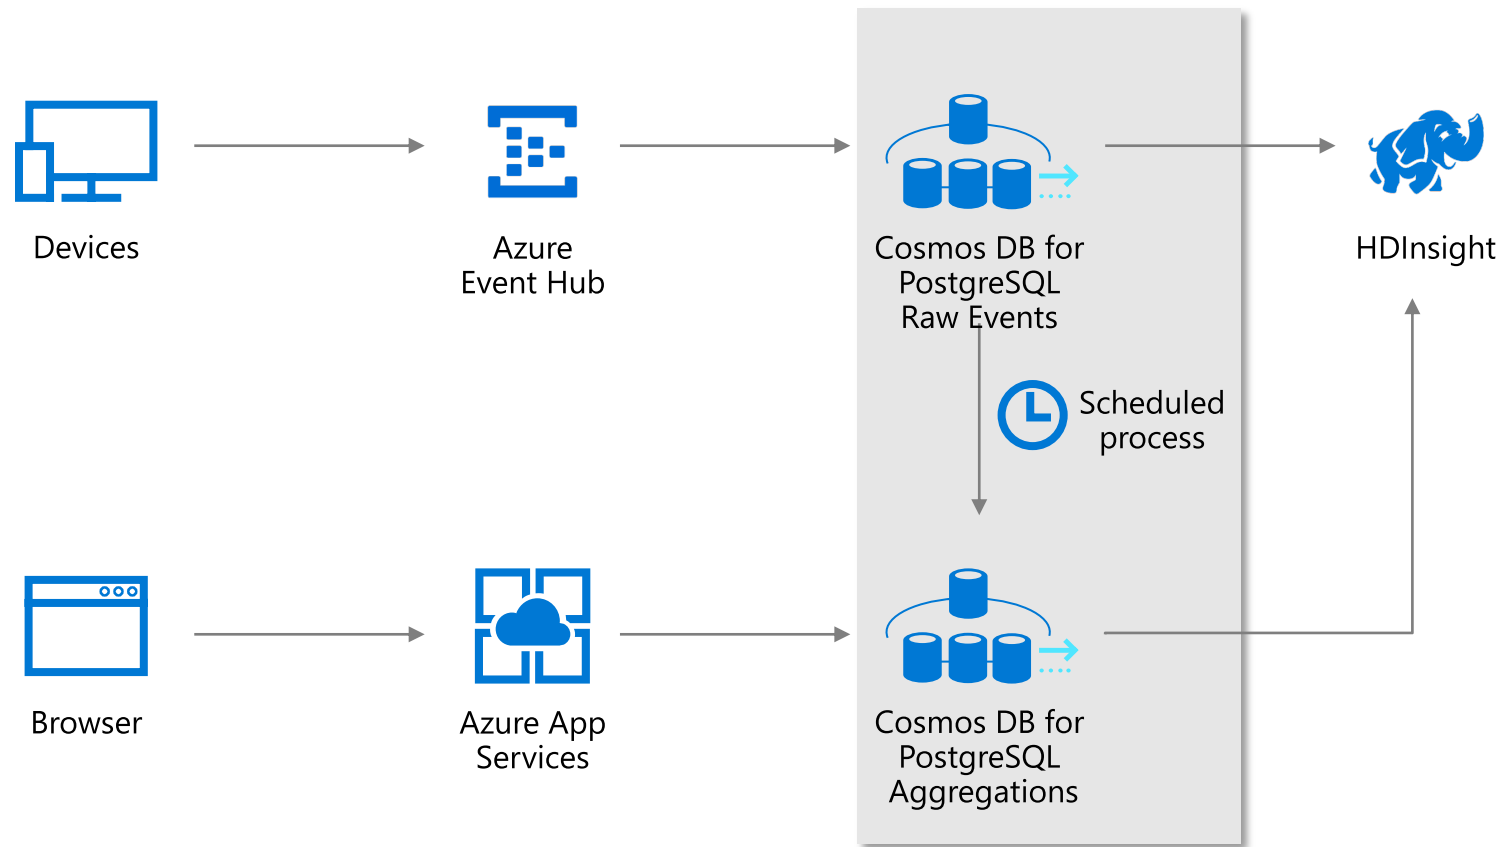 Devices
Azure
Event Hub
Cosmos DB for
PostgreSQL
Raw Events
HDInsight
Scheduled
process
Browser
Azure App
Services
Cosmos DB for
PostgreSQL
Aggregations